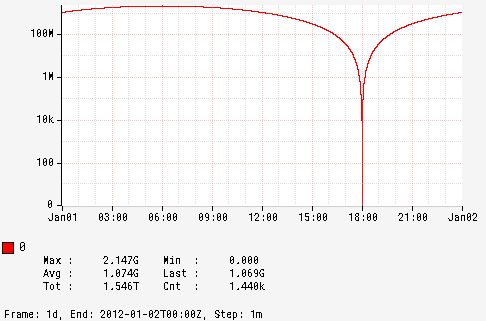 100M
1M
10k
100
0
Jan01 03:00 06:00 09:00 12:00 15:00 18:00 21:00 Jan02
0
Max : 2.147G Min : 0.000
Avg : 1.074G Last : 1.069G
Tot : 1.546T Cnt : 1.440k
Frame: 1d, End: 2012-01-02T00:00Z, Step: 1m